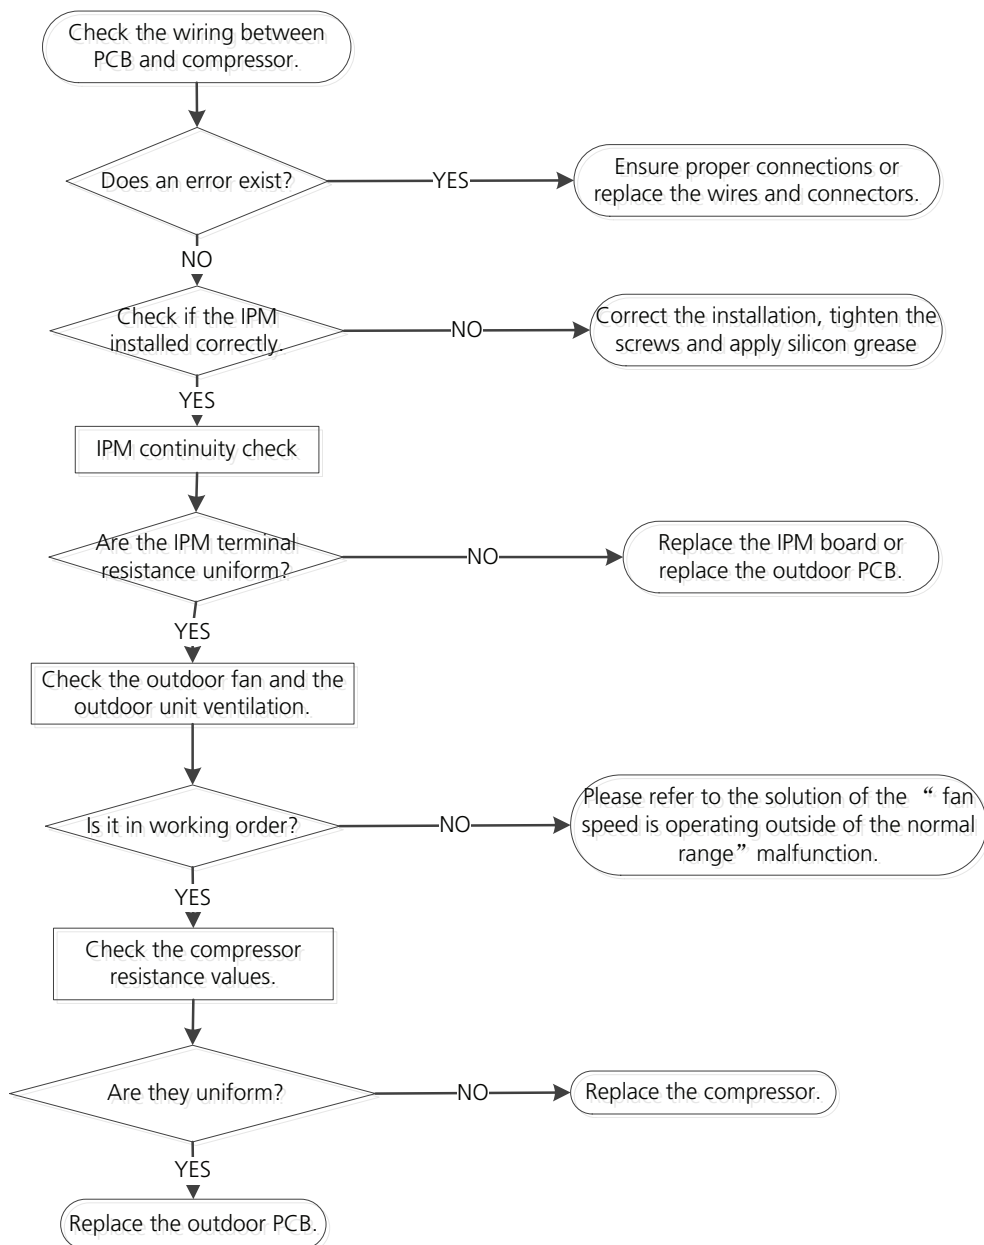 Check the wiring between
PCB and compressor.
Does an error exist?
YES
Ensure proper connections or
replace the wires and connectors.
NO
Check if the IPM
installed correctly.
NO
Correct the installation, tighten the
screws and apply silicon grease
YES
IPM continuity check
Are the IPM terminal
resistance uniform?
NO
Replace the IPM board or
replace the outdoor PCB.
YES
Check the outdoor fan and the
outdoor unit ventilation.
Is it in working order?
NO
Please refer to the solution of the “ fan
speed is operating outside of the normal
range” malfunction.
YES
Check the compressor
resistance values.
Are they uniform?
NO
Replace the compressor.
YES
Replace the outdoor PCB.